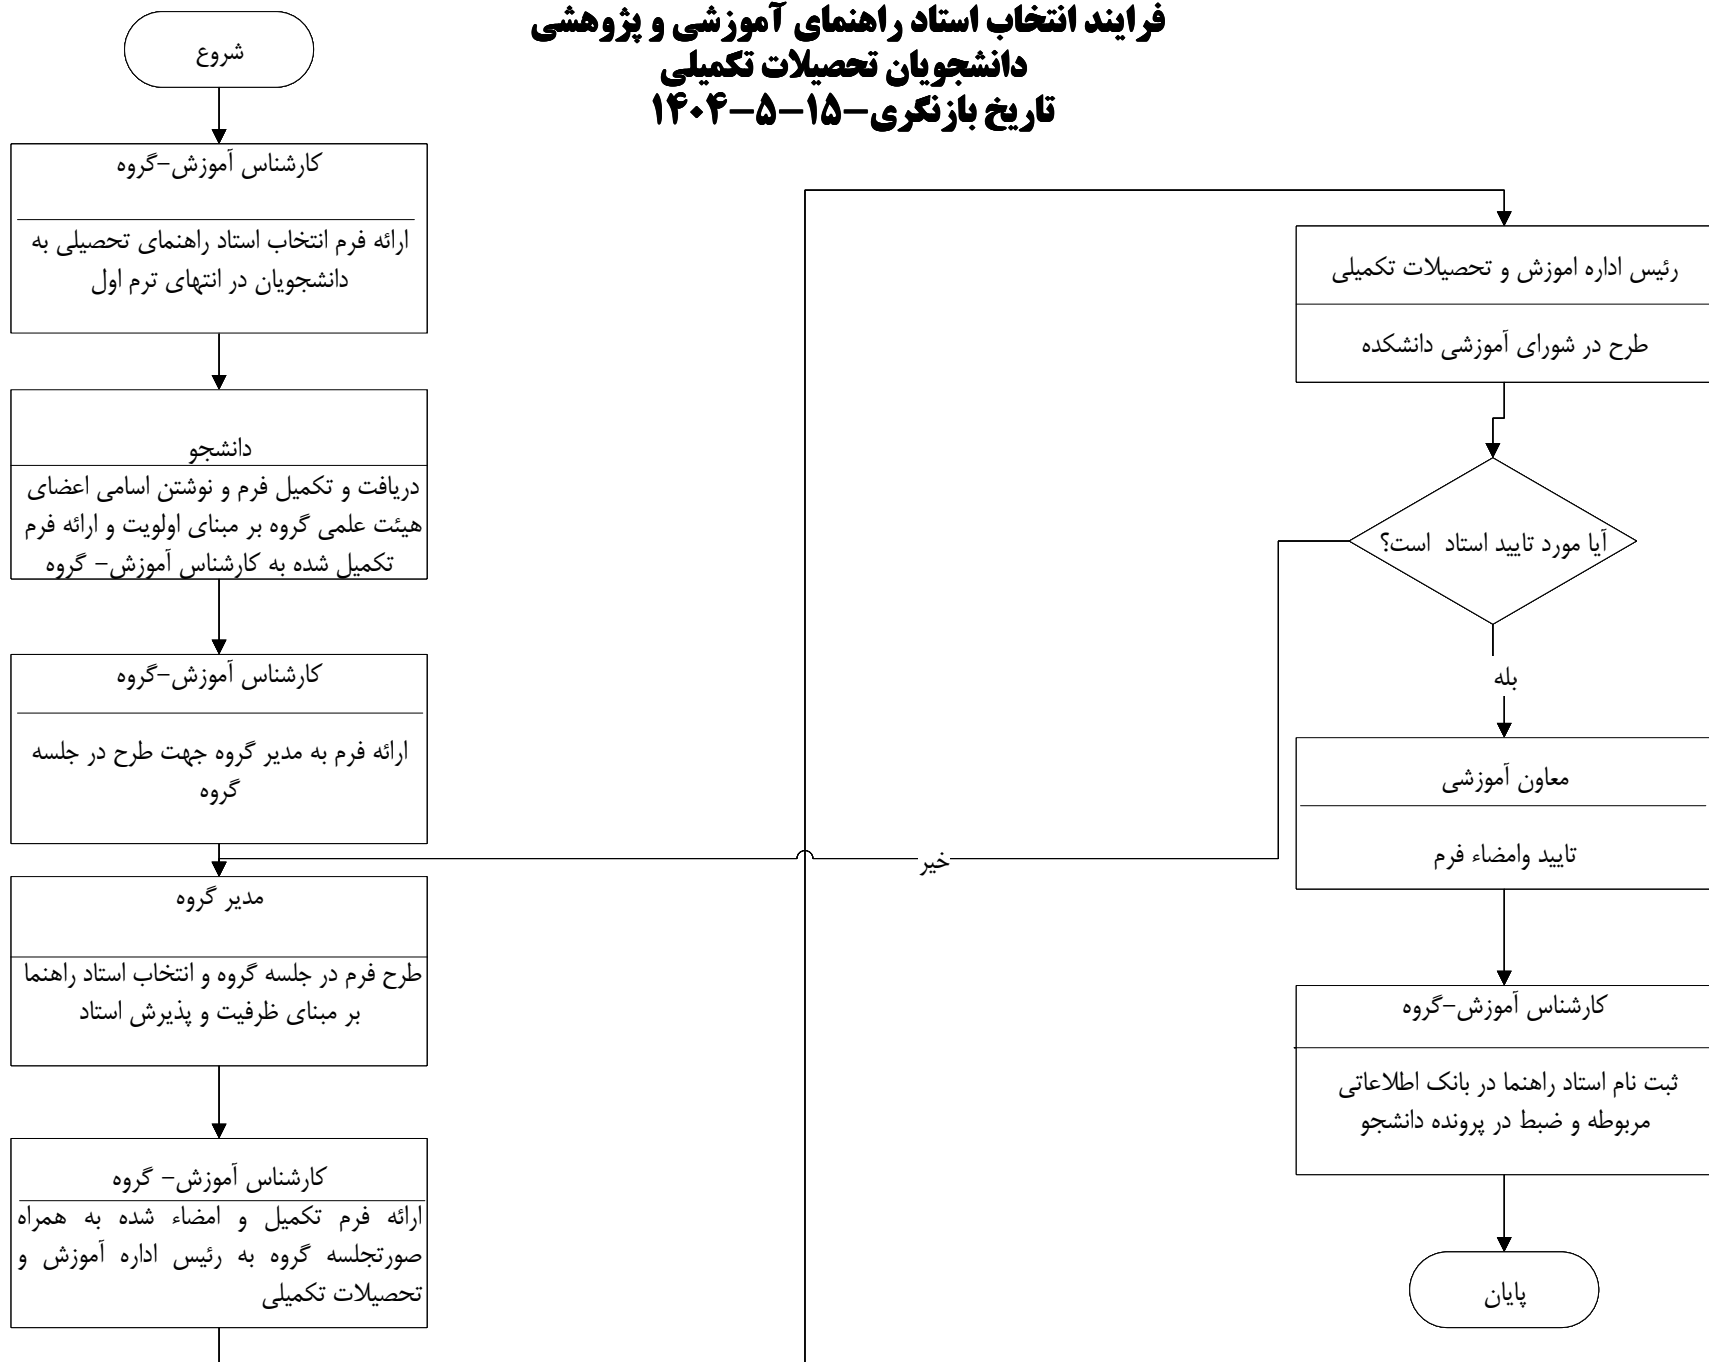 فرایند انتخاب استاد راهنمای آموزشی و پژوهشی
دانشجویان تحصیلات تکمیلی
تاریخ بازنگری-۱۵-۵-۱۴۰۴
شروع
کارشناس آموزش-گروه
ارائه فرم انتخاب استاد راهنمای تحصیلی به
دانشجویان در انتهای ترم اول
دانشجو
دریافت و تکمیل فرم و نوشتن اسامی اعضای
هیئت علمی گروه بر مبنای اولویت و ارائه فرم
تکمیل شده به کارشناس آموزش- گروه
کارشناس آموزش-گروه
ارائه فرم به مدیر گروه جهت طرح در جلسه
گروه
مدیر گروه
طرح فرم در جلسه گروه و انتخاب استاد راهنما
بر مبنای ظرفیت و پذیرش استاد
کارشناس آموزش- گروه
ارائه فرم تکمیل و امضاء شده به همراه
صورتجلسه گروه به رئیس اداره آموزش و
تحصیلات تکمیلی
رئیس اداره اموزش و تحصیلات تکمیلی
طرح در شورای آموزشی دانشکده
آیا مورد تایید استاد است؟
خیر
بله
معاون آموزشی
تایید وامضاء فرم
کارشناس آموزش-گروه
ثبت نام استاد راهنما در بانک اطلاعاتی
مربوطه و ضبط در پرونده دانشجو
پایان